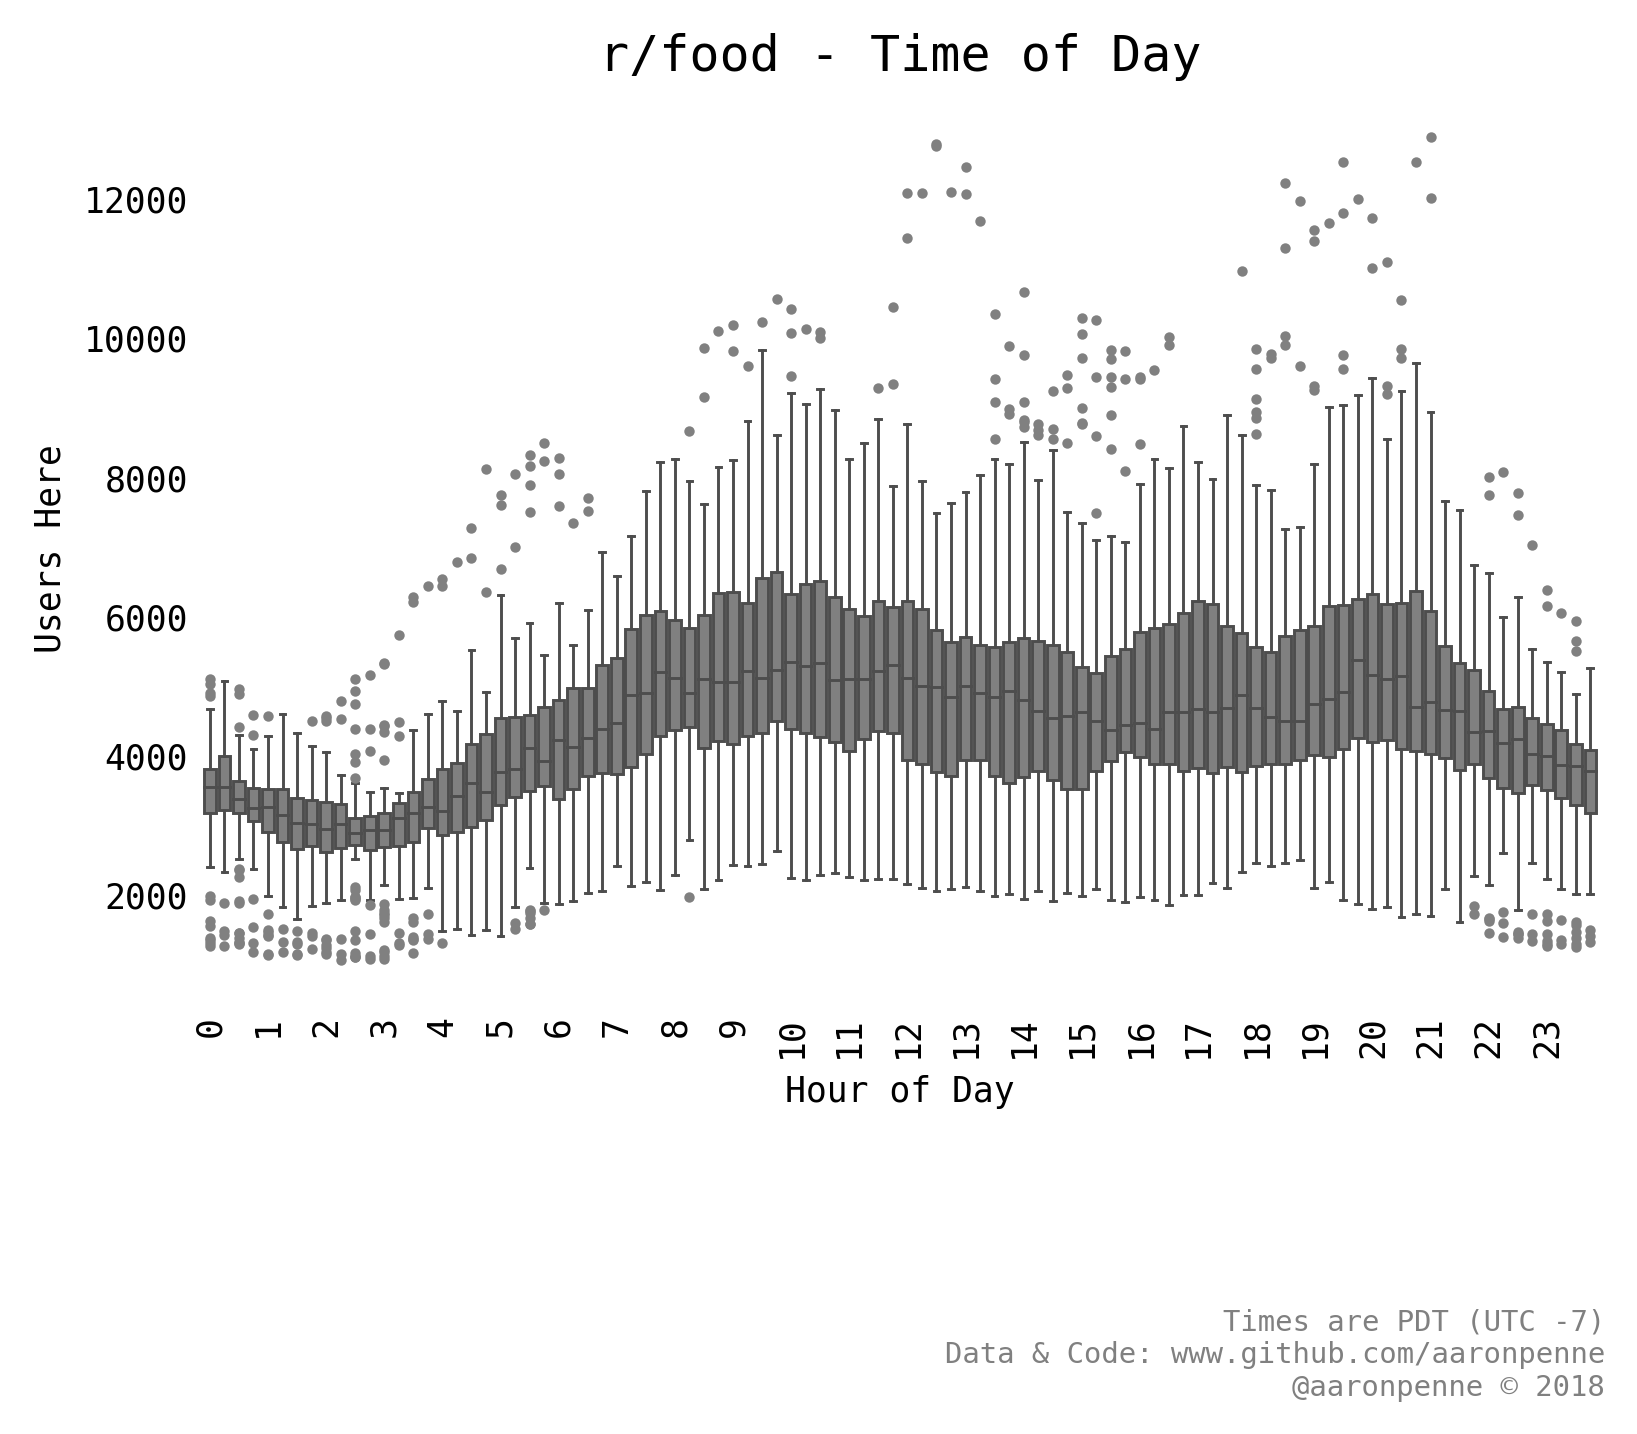 r/food - Time of Day
12000
10000
8000
6000
4000
2000
Users Here
0 1 2 3 4 5 6 7 8 9 10 11 12 13 14 15 16 17 18 19 20 21 22 23
Hour of Day
Times are PDT (UTC -7)
Data & Code: www.github.com/aaronpenne
@aaronpenne © 2018